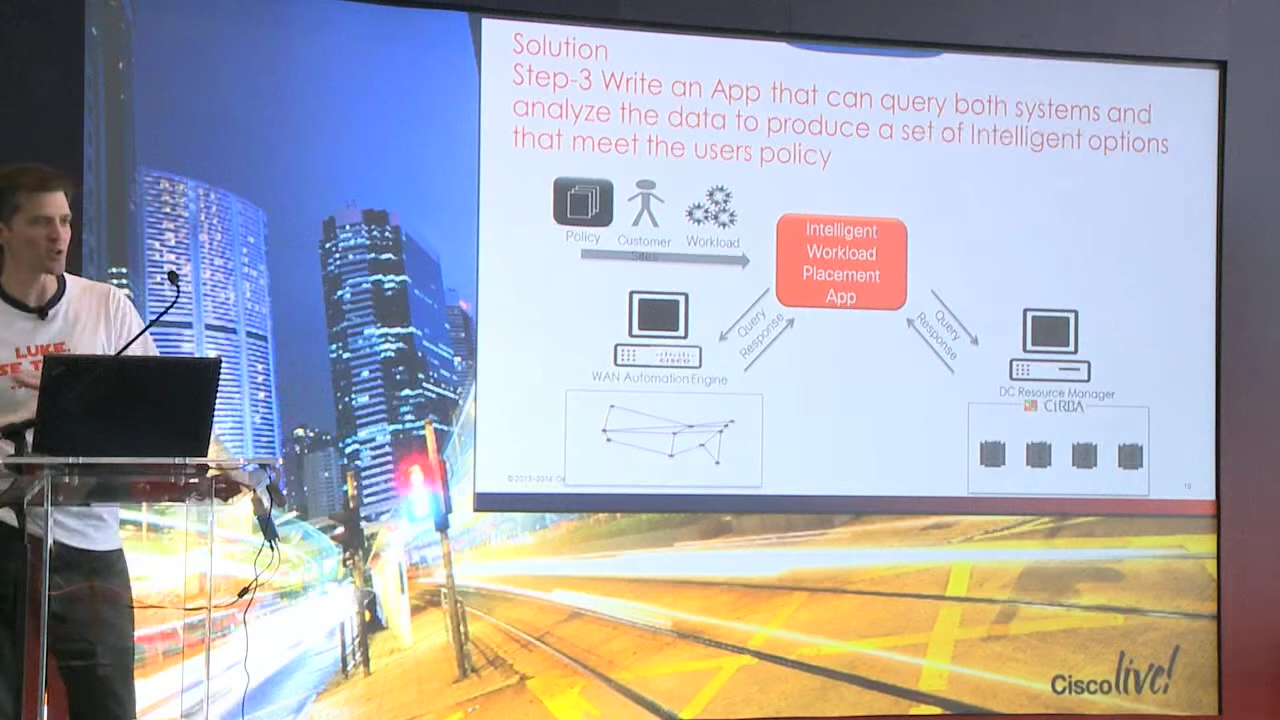 Solution
Step-3 Write an App that can query both systems and
analyze the data to produce a set of Intelligent options
that meet the users policy
Policy
Customer
Sites
Workload
Intelligent
Workload
Placement
App
Query
Response
Query
Response
CISCO
WAN Automation Engine
DC Resource Manager
CiRBA
LUKE,
19
Cisco live!